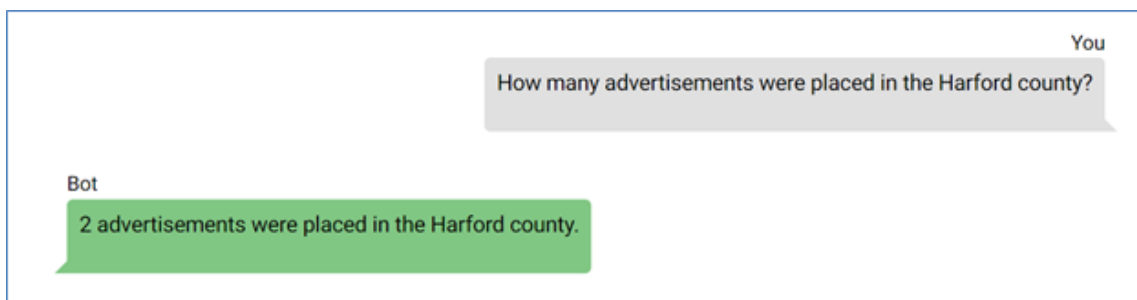 You
How many advertisements were placed in the Harford county?
Bot
2 advertisements were placed in the Harford county.